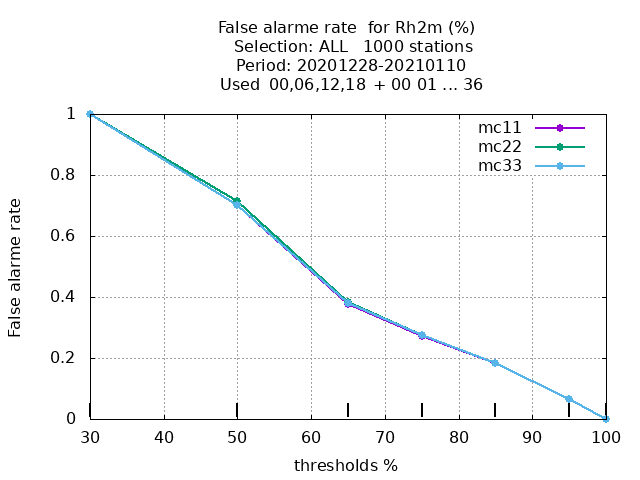 False alarme rate  for Rh2m (%)
Selection: ALL   1000 stations
Period: 20201228-20210110
Used  00,06,12,18  + 00 01 ... 36
mc11
mc22
mc33
False alarme rate
1
0.8
0.6
0.4
0.2
0
30 40 50 60 70 80 90 100
thresholds %